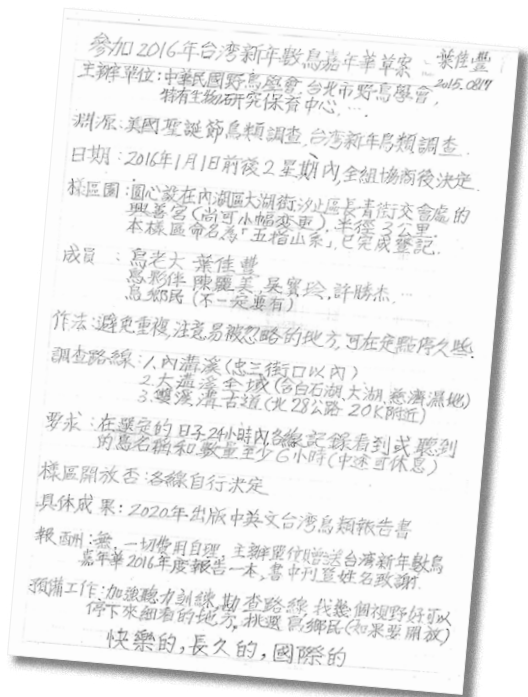 參加2016年台灣新年數鳥嘉年華草案~葉佳豐
2015.0817
主辦單位:中華民國野鳥學會,台北市野鳥學會,
特有生物研究保育中心,…
淵源:美國聖誕節鳥類調查,台灣新年鳥類調查.
日期:2016年1月1日前後2星期內,全組協商後決定.
樣區圖:圓心設在內湖區大湖街汐止區長青街交會處的
興善宮(尚可小幅變更),半徑3公里.
本樣區命名為「五指山系」,已完成登記.
成員:鳥老大 葉佳豐
鳥夥伴 陳麗美,吳寶玲,許勝杰,…
鳥鄉民(不一定要有)
作法:避免重複,注意易被忽略的地方,可在定點停久些.
調查路線:1.內溝溪(忠三街口以內)
2.大溝溪全域(含白石湖、大湖、慈濟濕地)
3.雙溪溝古道(北28公路20K附近)
要求:在選定的日子24小時內,各線記錄看到或聽到
的鳥名稱和數量至少6小時(中途可休息)
樣區開放否:各線自行決定
具体成果:2020年出版中英文台灣鳥類報告書
報酬:無,一切費用自理,主辦單位贈送台灣新年數鳥
嘉年華2016年度報告一本,書中刊登姓名致謝.
預備工作:加強聽力訓練,勘查路線,找幾個視野好可以
停下來細看的地方,挑選鳥鄉民(如果要開放)
快樂的,長久的,國際的